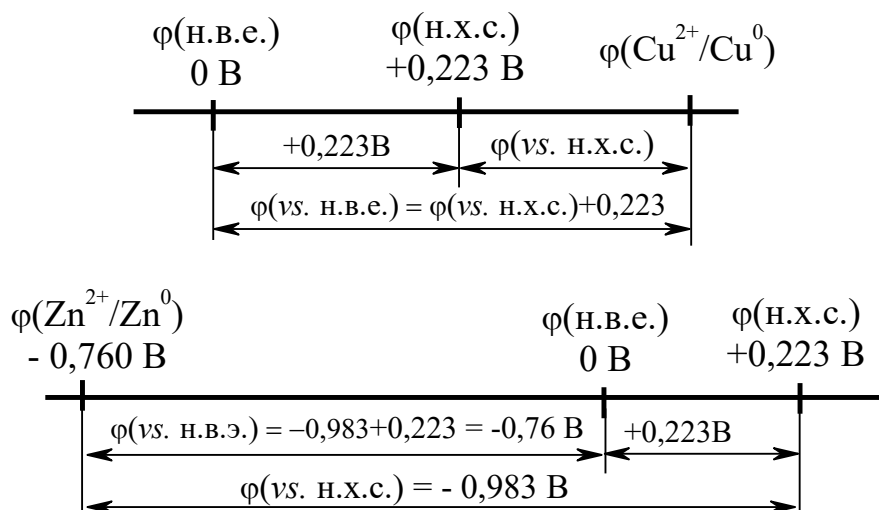 φ(н.в.е.) φ(н.х.с.) φ(Cu²⁺/Cu⁰)
0 В +0,223 В
+0,223В φ(vs. н.х.с.)
φ(vs. н.в.е.) = φ(vs. н.х.с.)+0,223
φ(Zn²⁺/Zn⁰) φ(н.в.е.) φ(н.х.с.)
- 0,760 В 0 В +0,223 В
φ(vs. н.в.э.) = –0,983+0,223 = -0,76 В +0,223В
φ(vs. н.х.с.) = - 0,983 В